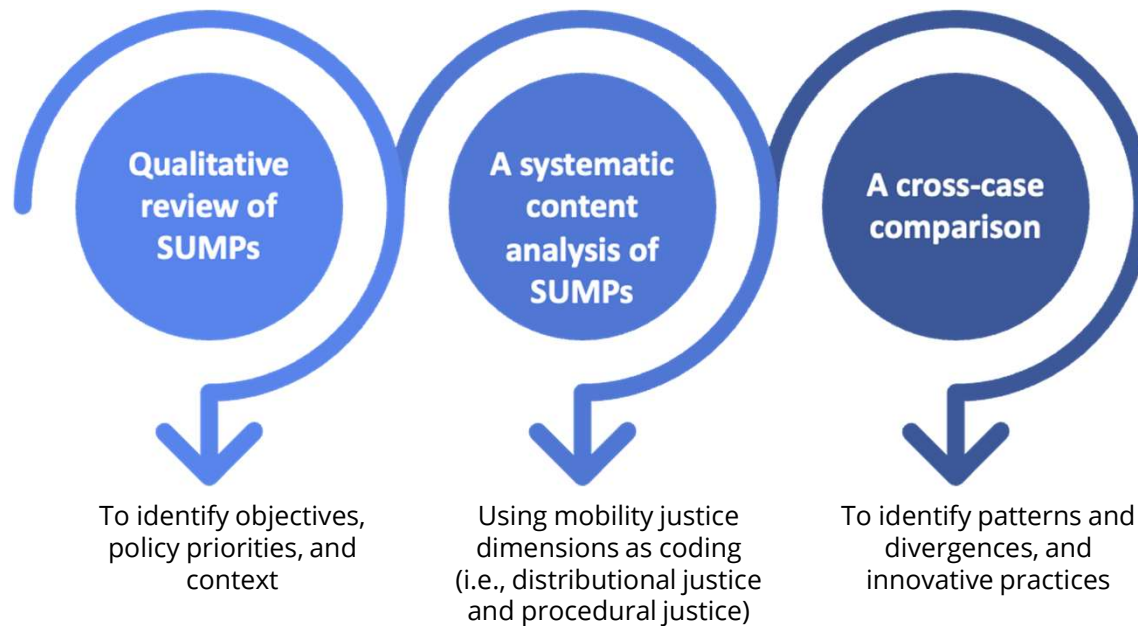 Qualitative
review of
SUMPs
A systematic
content
analysis of
SUMPs
A cross-case
comparison
To identify objectives,
policy priorities, and
context
Using mobility justice
dimensions as coding
(i.e., distributional justice
and procedural justice)
To identify patterns and
divergences, and
innovative practices